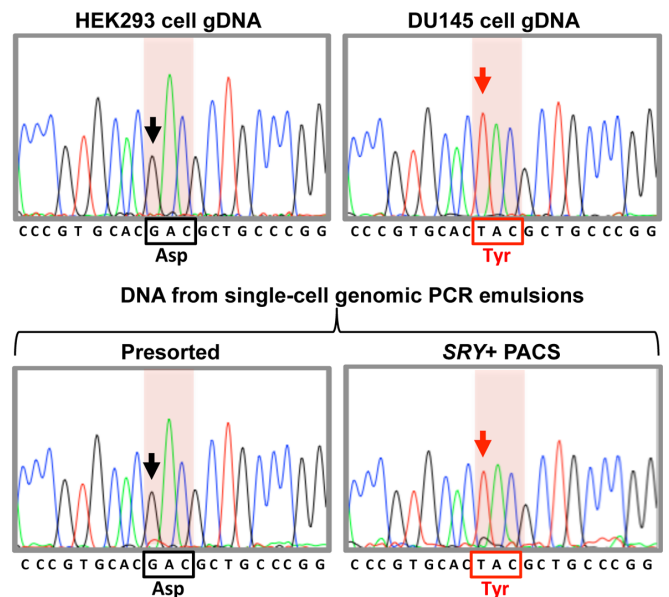 HEK293 cell gDNA
DU145 cell gDNA
C C C G T G C A C G A C G C T G C C C G G
Asp
C C C G T G C A C T A C G C T G C C C G G
Tyr
DNA from single-cell genomic PCR emulsions
Presorted
SRY+ PACS
C C C G T G C A C G A C G C T G C C C G G
Asp
C C C G T G C A C T A C G C T G C C C G G
Tyr